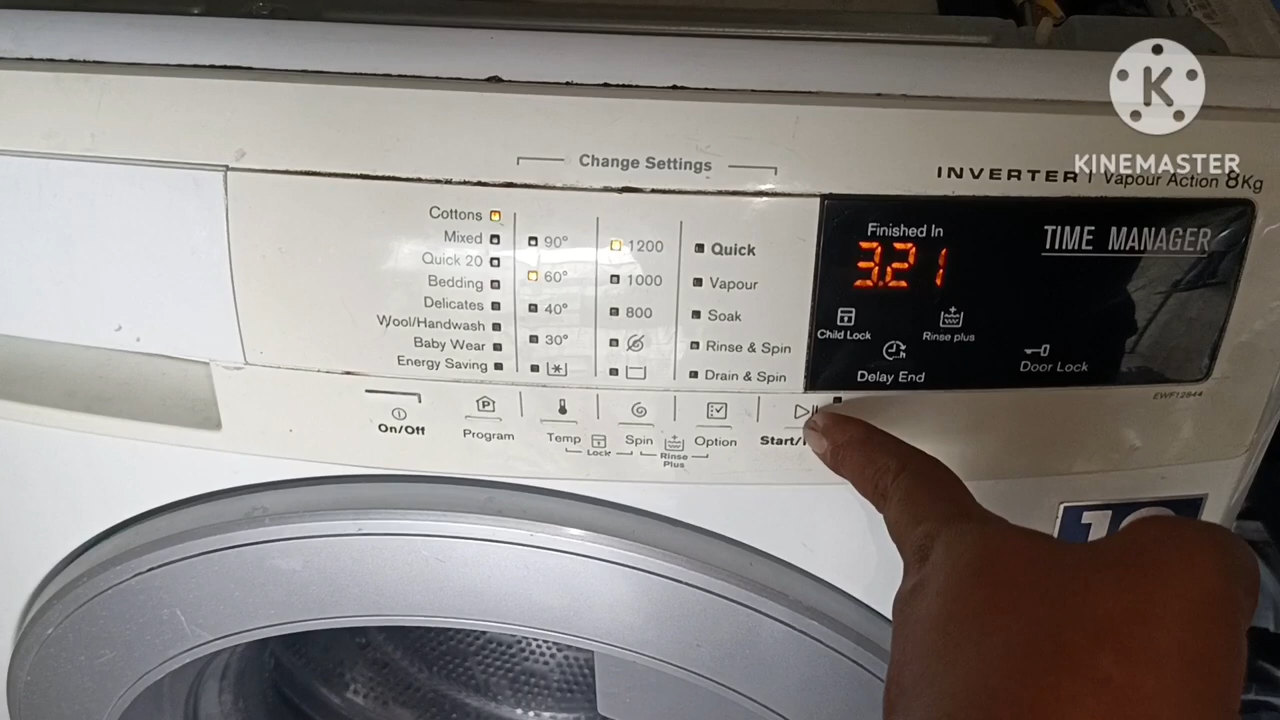 KINEMASTER
INVERTER | Vapour Action 8Kg
Change Settings
Cottons
Mixed
Quick 20
Bedding
Delicates
Wool/Handwash
Baby Wear
Energy Saving
90°
60°
40°
30°
1200
1000
800
Quick
Vapour
Soak
Rinse & Spin
Drain & Spin
Finished In
3.21
TIME MANAGER
Child Lock
Rinse plus
Delay End
Door Lock
EWF12844
On/Off
Program
Temp
Spin
Option
Start/
Lock
Rinse
Plus